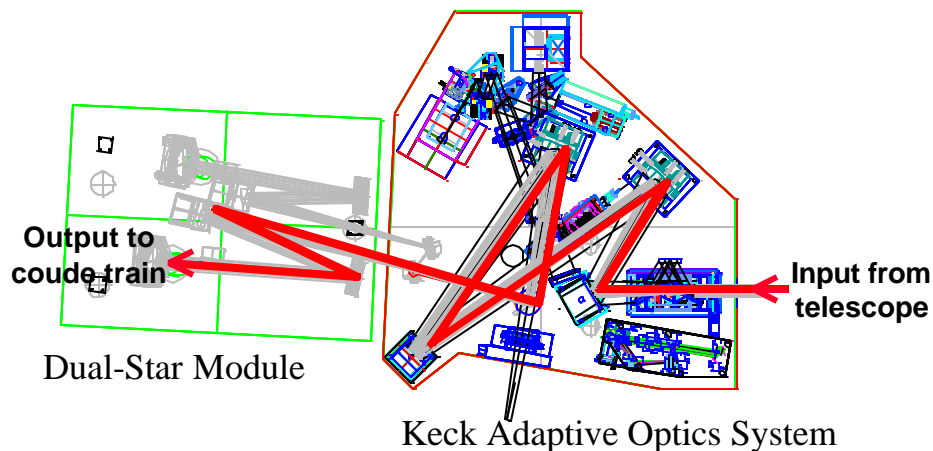 Output to
coude train
Input from
telescope
Dual-Star Module
Keck Adaptive Optics System